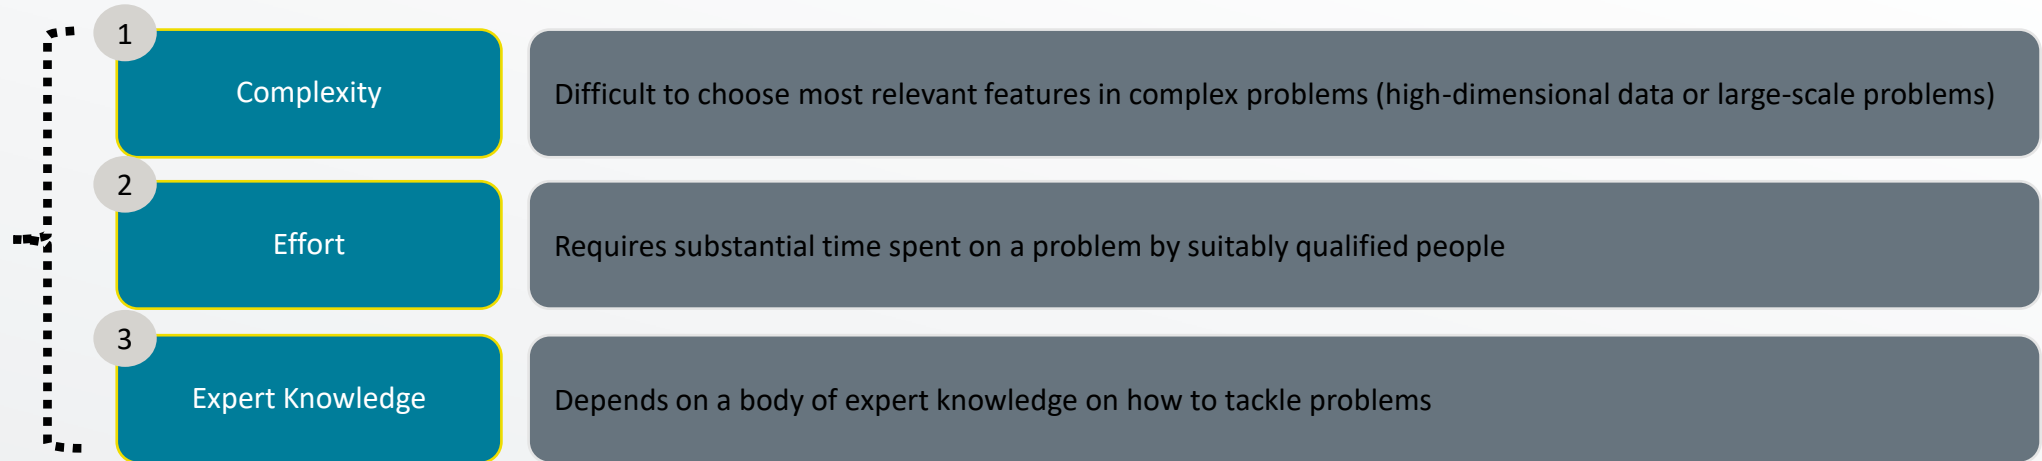 1
Complexity
Difficult to choose most relevant features in complex problems (high-dimensional data or large-scale problems)
2
Effort
Requires substantial time spent on a problem by suitably qualified people
3
Expert Knowledge
Depends on a body of expert knowledge on how to tackle problems